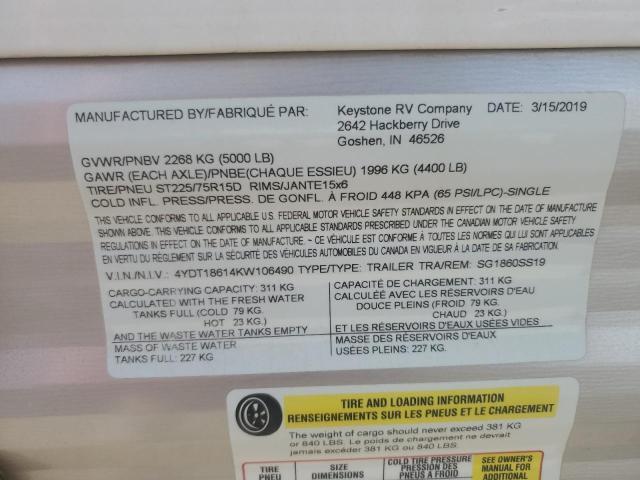 MANUFACTURED BY/FABRIQUÉ PAR: Keystone RV Company DATE: 3/15/2019
2642 Hackberry Drive
Goshen, IN 46526
GVWR/PNBV 2268 KG (5000 LB)
GAWR (EACH AXLE)/PNBE(CHAQUE ESSIEU) 1996 KG (4400 LB)
TIRE/PNEU ST225/75R15D RIMS/JANTE15x6
COLD INFL. PRESS/PRESS. DE GONFL. À FROID 448 KPA (65 PSI/LPC)-SINGLE
THIS VEHICLE CONFORMS TO ALL APPLICABLE U.S. FEDERAL MOTOR VEHICLE SAFETY STANDARDS IN EFFECT ON THE DATE OF MANUFACTURE
SHOWN ABOVE. THIS VEHICLE CONFORMS TO ALL APPLICABLE STANDARDS PRESCRIBED UNDER THE CANADIAN MOTOR VEHICLE SAFETY
REGULATIONS IN EFFECT ON THE DATE OF MANUFACTURE./CE VÉHICULE EST CONFORME À TOUTES LES NORMES QUI LUI SONT APPLICABLES
EN VERTU DU RÈGLEMENT SUR LA SÉCURITÉ DES VÉHICULES AUTOMOBILES DU CANADA EN VIGUEUR À LA DATE DE SA FABRICATION.
V.I.N./N.I.V.: 4YDT18614KW106490 TYPE/TYPE: TRAILER TRA/REM: SG1860SS19
CARGO-CARRYING CAPACITY: 311 KG
CALCULATED WITH THE FRESH WATER
TANKS FULL (COLD 79 KG.
HOT 23 KG.)
AND THE WASTE WATER TANKS EMPTY
MASS OF WASTE WATER
TANKS FULL: 227 KG
CAPACITÉ DE CHARGEMENT: 311 KG
CALCULÉE AVEC LES RÉSERVOIRS D'EAU
DOUCE PLEINS (FROID 79 KG.
CHAUD 23 KG.)
ET LES RÉSERVOIRS D'EAUX USÉES VIDES
MASSE DES RÉSERVOIRS D'EAUX
USÉES PLEINS: 227 KG
TIRE AND LOADING INFORMATION
RENSEIGNEMENTS SUR LES PNEUS ET LE CHARGEMENT
The weight of cargo should never exceed 381 KG
or 840 LBS. Le poids de chargement ne devrait
jamais excéder 381 KG ou 840 LBS.
TIRE
PNEU
SIZE
DIMENSIONS
COLD TIRE PRESSURE
PRESSION DES
PNEUS A FROID
SEE OWNER'S
MANUAL FOR
ADDITIONAL